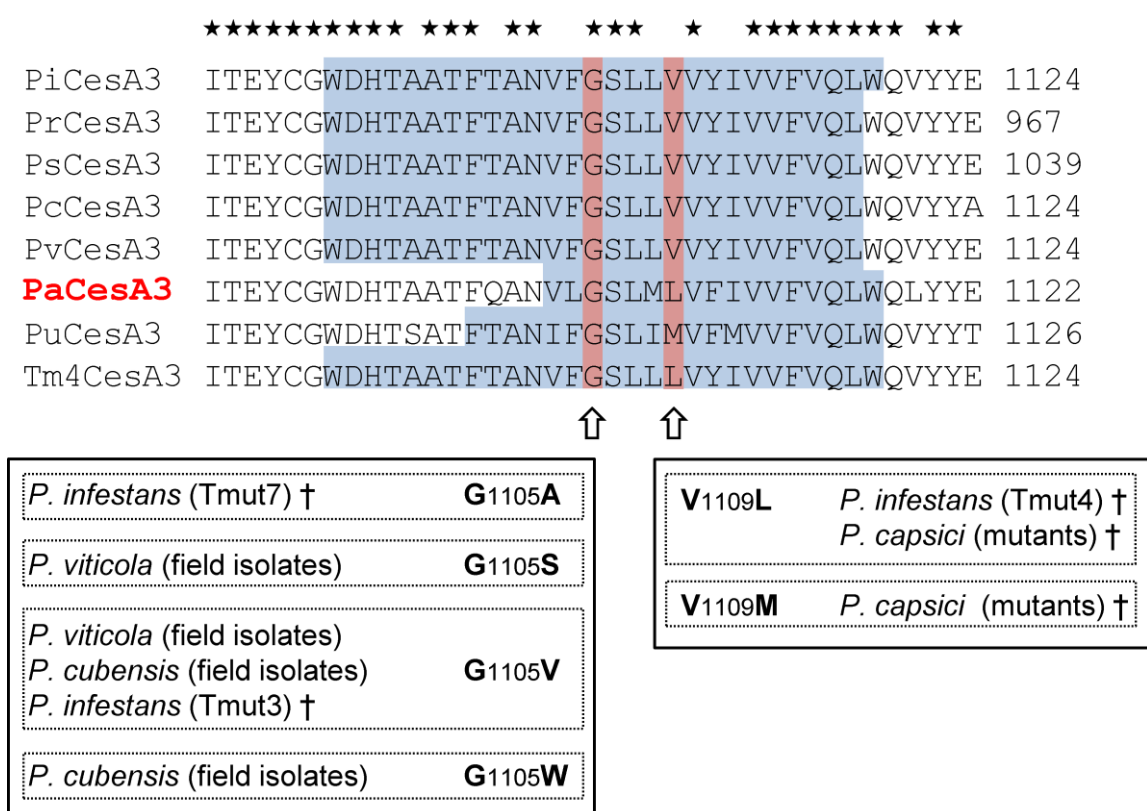 ★★★★★★★★★★ ★★★ ★★ ★★★ ★ ★★★★★★★★ ★★
PiCesA3 ITEYCGWDHTAATFTANVFGSLLVVYIVVFVQLWQVYYE 1124
PrCesA3 ITEYCGWDHTAATFTANVFGSLLVVYIVVFVQLWQVYYE 967
PsCesA3 ITEYCGWDHTAATFTANVFGSLLVVYIVVFVQLWQVYYE 1039
PcCesA3 ITEYCGWDHTAATFTANVFGSLLVVYIVVFVQLWQVYYA 1124
PvCesA3 ITEYCGWDHTAATFTANVFGSLLVVYIVVFVQLWQVYYE 1124
PaCesA3 ITEYCGWDHTAATFQANVLGSLMLVFIVVFVQLWQLYYE 1122
PuCesA3 ITEYCGWDHTSATFTANIFGSLIMVFMVVFVQLWQVYYT 1126
Tm4CesA3 ITEYCGWDHTAATFTANVFGSLLLVYIVVFVQLWQVYYE 1124
P. infestans (Tmut7) † G1105A
P. viticola (field isolates) G1105S
P. viticola (field isolates)
P. cubensis (field isolates) G1105V
P. infestans (Tmut3) †
P. cubensis (field isolates) G1105W
V1109L P. infestans (Tmut4) †
P. capsici (mutants) †
V1109M P. capsici (mutants) †